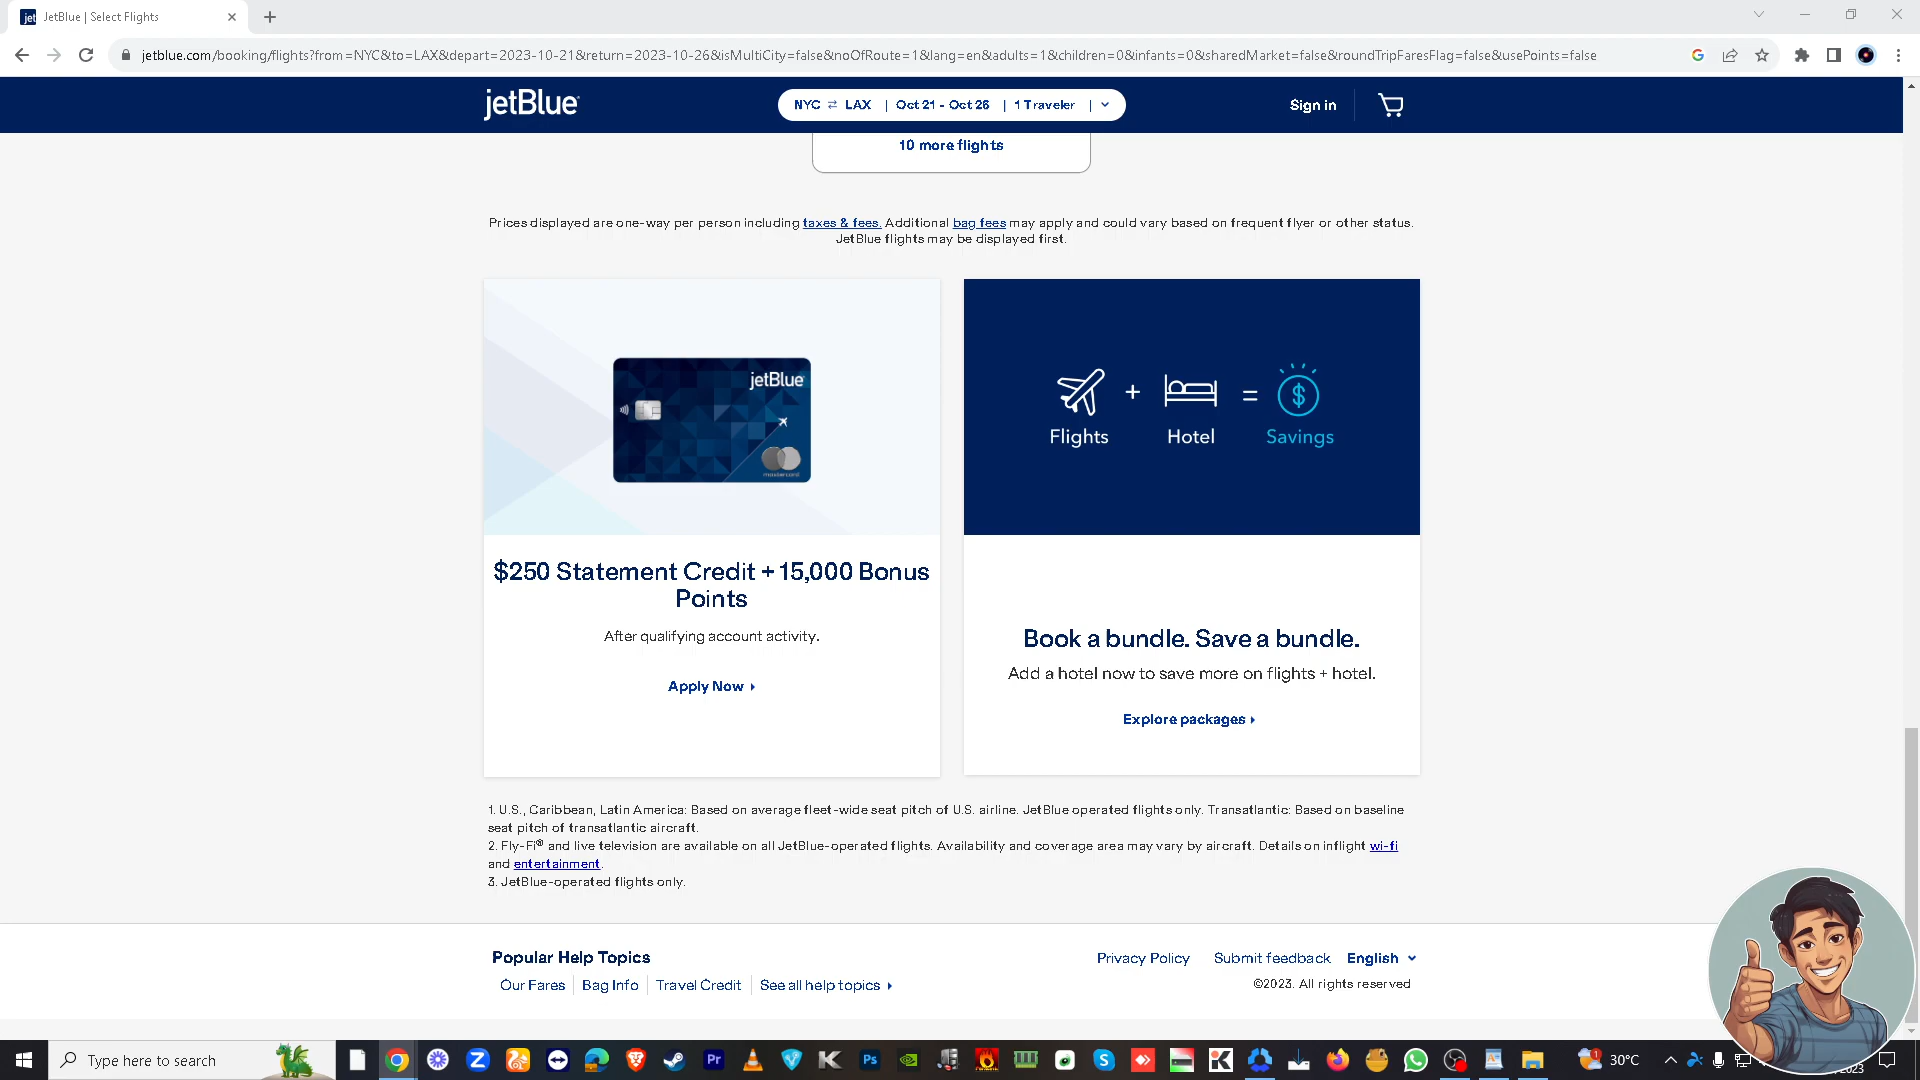 JetBlue | Select Flights
jetblue.com/booking/flights?from=NYC&to=LAX&depart=2023-10-21&return=2023-10-26&isMultiCity=false&noOfRoute=1&lang=en&adults=1&children=0&infants=0&sharedMarket=false&roundTripFaresFlag=false&usePoints=false
jetBlue
NYC ⇄ LAX | Oct 21 - Oct 26 | 1 Traveler |
Sign in
10 more flights
Prices displayed are one-way per person including taxes & fees. Additional bag fees may apply and could vary based on frequent flyer or other status.
JetBlue flights may be displayed first.
jetBlue
mastercard
Flights + Hotel = Savings
$250 Statement Credit + 15,000 Bonus
Points
After qualifying account activity.
Apply Now
Book a bundle. Save a bundle.
Add a hotel now to save more on flights + hotel.
Explore packages
1. U.S., Caribbean, Latin America: Based on average fleet-wide seat pitch of U.S. airline. JetBlue operated flights only. Transatlantic: Based on baseline
seat pitch of transatlantic aircraft.
2. Fly-Fi® and live television are available on all JetBlue-operated flights. Availability and coverage area may vary by aircraft. Details on inflight wi-fi
and entertainment.
3. JetBlue-operated flights only.
Popular Help Topics
Our Fares | Bag Info | Travel Credit | See all help topics
Privacy Policy Submit feedback English
©2023. All rights reserved
Type here to search
30°C